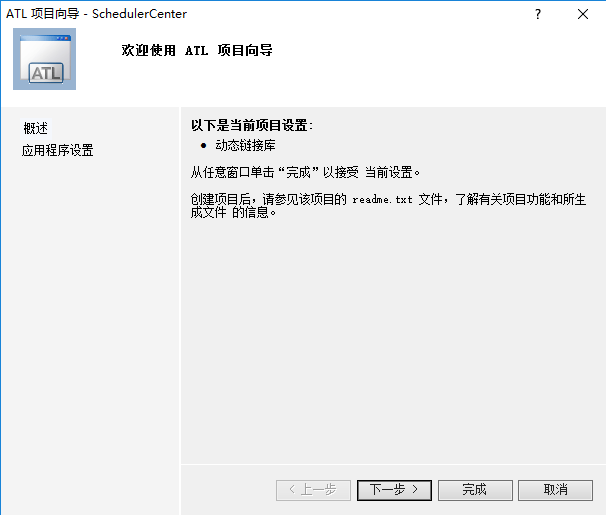 ATL 项目向导 - SchedulerCenter
?
ATL
欢迎使用 ATL 项目向导
概述
应用程序设置
以下是当前项目设置:
• 动态链接库
从任意窗口单击“完成”以接受 当前设置。
创建项目后，请参见该项目的 readme.txt 文件，了解有关项目功能和所生
成文件 的信息。
< 上一步
下一步 >
完成
取消